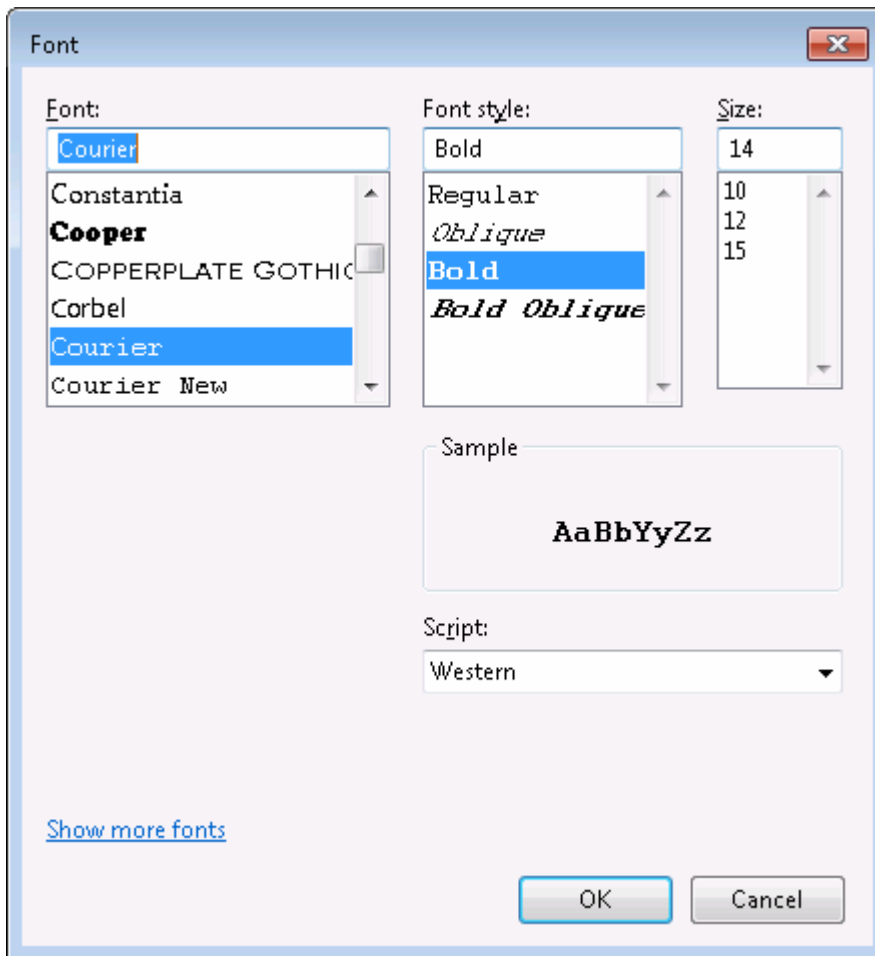 Font
Font: Font style: Size:
Courier Bold 14
Constantia Regular 10
Cooper Oblique 12
COPPERPLATE GOTHIC Bold 15
Corbel Bold Oblique
Courier
Courier New
Sample
AaBbYyZz
Script:
Western
Show more fonts
OK Cancel